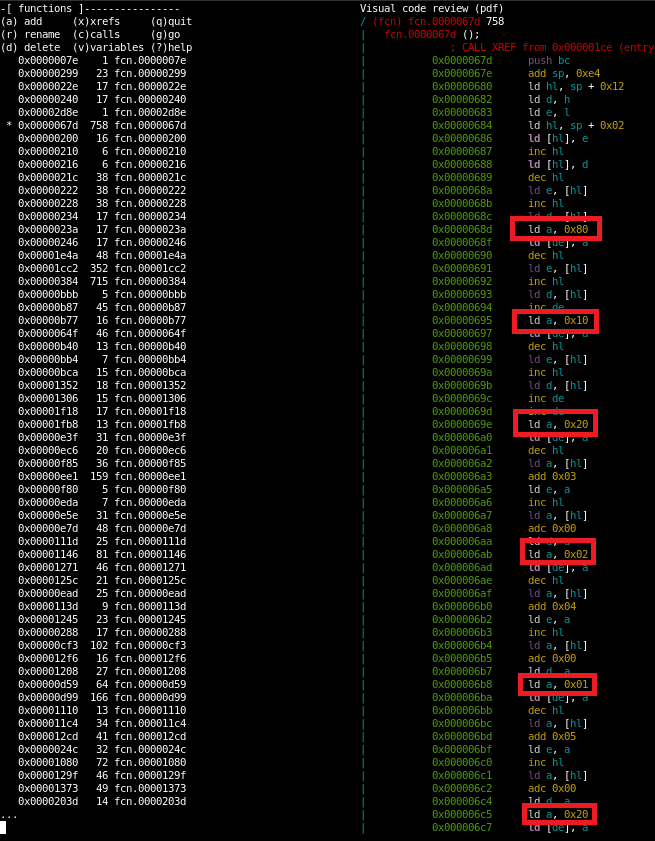 -[ functions ]----------------
(a) add     (x)xrefs     (q)quit
(r) rename  (c)calls     (g)go
(d) delete  (v)variables (?)help
0x0000007e    1 fcn.0000007e
0x00000299   23 fcn.00000299
0x0000022e   17 fcn.0000022e
0x00000240   17 fcn.00000240
0x00002d8e    1 fcn.00002d8e
* 0x0000067d  758 fcn.0000067d
0x00000200   16 fcn.00000200
0x00000210    6 fcn.00000210
0x00000216    6 fcn.00000216
0x0000021c   38 fcn.0000021c
0x00000222   38 fcn.00000222
0x00000228   38 fcn.00000228
0x00000234   17 fcn.00000234
0x0000023a   17 fcn.0000023a
0x00000246   17 fcn.00000246
0x00001e4a   48 fcn.00001e4a
0x00001cc2  352 fcn.00001cc2
0x00000384  715 fcn.00000384
0x00000bbb    5 fcn.00000bbb
0x00000b87   45 fcn.00000b87
0x00000b77   16 fcn.00000b77
0x0000064f   46 fcn.0000064f
0x00000b40   13 fcn.00000b40
0x00000bb4    7 fcn.00000bb4
0x00000bca   15 fcn.00000bca
0x00001352   18 fcn.00001352
0x00001306   15 fcn.00001306
0x00001f18   17 fcn.00001f18
0x00001fb8   13 fcn.00001fb8
0x00000e3f   31 fcn.00000e3f
0x00000ec6   20 fcn.00000ec6
0x00000f85   36 fcn.00000f85
0x00000ee1  159 fcn.00000ee1
0x00000f80    5 fcn.00000f80
0x00000eda    7 fcn.00000eda
0x00000e5e   31 fcn.00000e5e
0x00000e7d   48 fcn.00000e7d
0x0000111d   25 fcn.0000111d
0x00001146   81 fcn.00001146
0x00001271   46 fcn.00001271
0x0000125c   21 fcn.0000125c
0x00000ead   25 fcn.00000ead
0x0000113d    9 fcn.0000113d
0x00001245   23 fcn.00001245
0x00000288   17 fcn.00000288
0x00000cf3  102 fcn.00000cf3
0x000012f6   16 fcn.000012f6
0x00001208   27 fcn.00001208
0x00000d59   64 fcn.00000d59
0x00000d99  166 fcn.00000d99
0x00001110   13 fcn.00001110
0x000011c4   34 fcn.000011c4
0x000012cd   41 fcn.000012cd
0x0000024c   32 fcn.0000024c
0x00001080   72 fcn.00001080
0x0000129f   46 fcn.0000129f
0x00001373   49 fcn.00001373
0x0000203d   14 fcn.0000203d
...
Visual code review (pdf)
/ (fcn) fcn.0000067d 758
|   fcn.0000067d ();
|              ; CALL XREF from 0x000001ce (entry
|           0x0000067d      push bc
|           0x0000067e      add sp, 0xe4
|           0x00000680      ld hl, sp + 0x12
|           0x00000682      ld d, h
|           0x00000683      ld e, l
|           0x00000684      ld hl, sp + 0x02
|           0x00000686      ld [hl], e
|           0x00000687      inc hl
|           0x00000688      ld [hl], d
|           0x00000689      dec hl
|           0x0000068a      ld e, [hl]
|           0x0000068b      inc hl
|           0x0000068c      ld d, [hl]
|           0x0000068d      ld a, 0x80
|           0x0000068f      ld [de], a
|           0x00000690      dec hl
|           0x00000691      ld e, [hl]
|           0x00000692      inc hl
|           0x00000693      ld d, [hl]
|           0x00000694      inc de
|           0x00000695      ld a, 0x10
|           0x00000697      ld [de], a
|           0x00000698      dec hl
|           0x00000699      ld e, [hl]
|           0x0000069a      inc hl
|           0x0000069b      ld d, [hl]
|           0x0000069c      inc de
|           0x0000069d      inc de
|           0x0000069e      ld a, 0x20
|           0x000006a0      ld [de], a
|           0x000006a1      dec hl
|           0x000006a2      ld a, [hl]
|           0x000006a3      add 0x03
|           0x000006a5      ld e, a
|           0x000006a6      inc hl
|           0x000006a7      ld a, [hl]
|           0x000006a8      adc 0x00
|           0x000006aa      ld d, a
|           0x000006ab      ld a, 0x02
|           0x000006ad      ld [de], a
|           0x000006ae      dec hl
|           0x000006af      ld a, [hl]
|           0x000006b0      add 0x04
|           0x000006b2      ld e, a
|           0x000006b3      inc hl
|           0x000006b4      ld a, [hl]
|           0x000006b5      adc 0x00
|           0x000006b7      ld d, a
|           0x000006b8      ld a, 0x01
|           0x000006ba      ld [de], a
|           0x000006bb      dec hl
|           0x000006bc      ld a, [hl]
|           0x000006bd      add 0x05
|           0x000006bf      ld e, a
|           0x000006c0      inc hl
|           0x000006c1      ld a, [hl]
|           0x000006c2      adc 0x00
|           0x000006c4      ld d, a
|           0x000006c5      ld a, 0x20
|           0x000006c7      ld [de], a